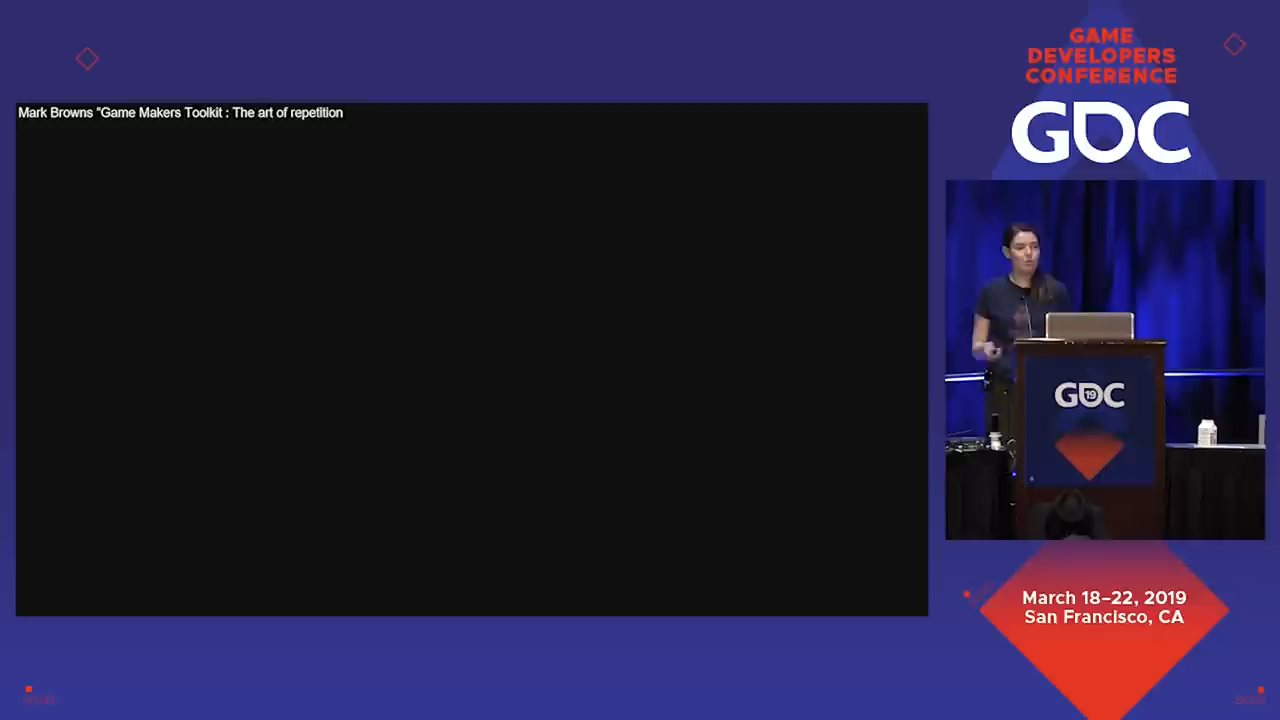 GAME
DEVELOPERS
CONFERENCE
GDC
Mark Browns "Game Makers Toolkit : The art of repetition
GDC
19
March 18–22, 2019
San Francisco, CA